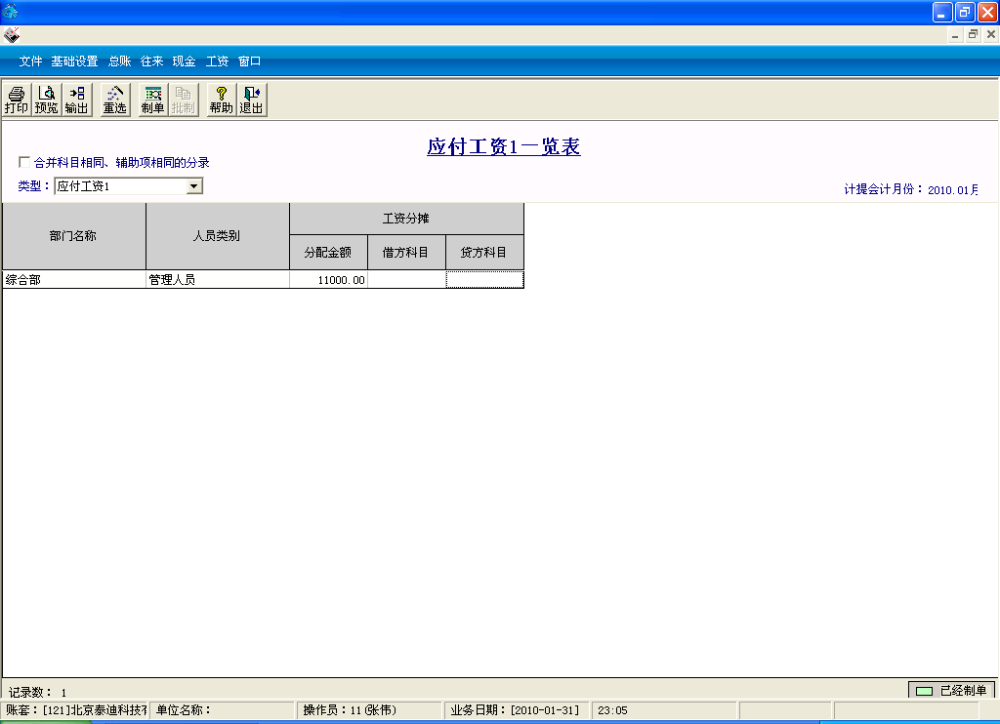 文件 基础设置 总账 往来 现金 工资 窗口
打印 预览 输出 重选 制单 批制 帮助 退出
应付工资1一览表
合并科目相同、辅助项相同的分录
类型： 应付工资1
计提会计月份： 2010.01月
部门名称 人员类别 工资分摊
分配金额 借方科目 贷方科目
综合部 管理人员 11000.00
记录数： 1
已经制单
账套：[121]北京泰迪科技 单位名称： 操作员：11（张伟） 业务日期：[2010-01-31] 23:05